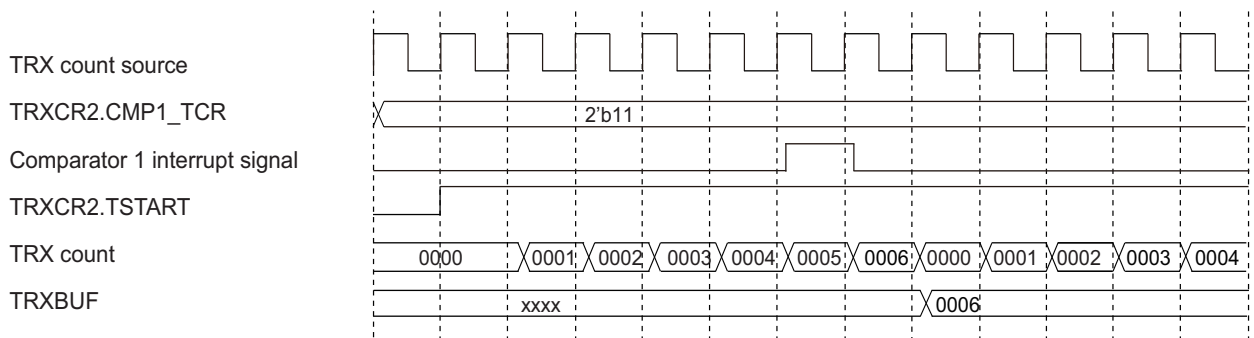 TRX count source
TRXCR2.CMP1_TCR 2'b11
Comparator 1 interrupt signal
TRXCR2.TSTART
TRX count 0000 0001 0002 0003 0004 0005 0006 0000 0001 0002 0003 0004
TRXBUF xxxx 0006